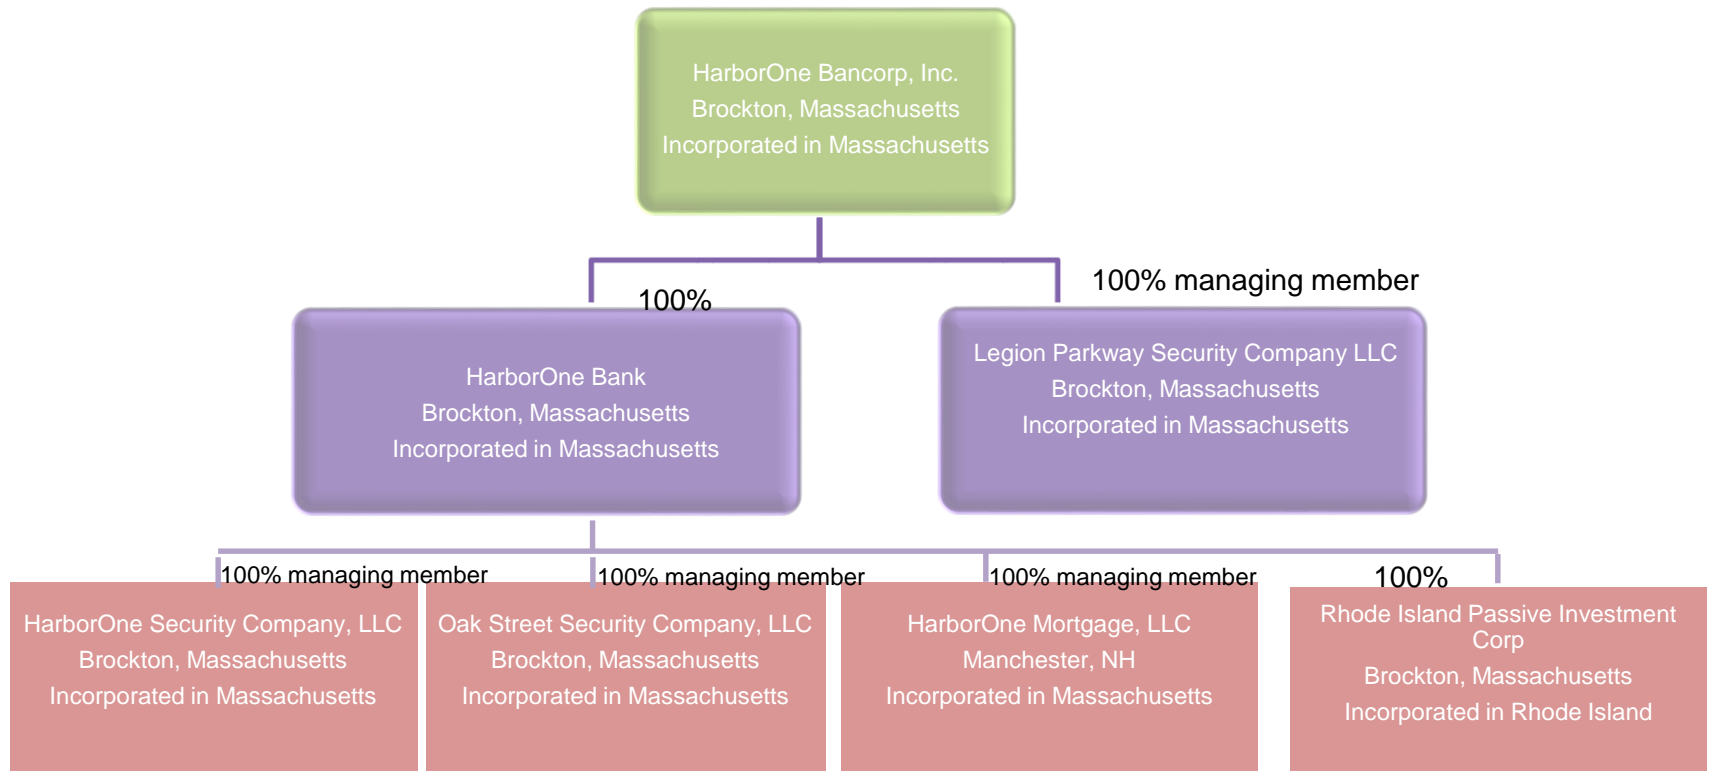 HarborOne Bancorp, Inc.
Brockton, Massachusetts
Incorporated in Massachusetts
100%
HarborOne Bank
Brockton, Massachusetts
Incorporated in Massachusetts
100% managing member
Legion Parkway Security Company LLC
Brockton, Massachusetts
Incorporated in Massachusetts
100% managing member
HarborOne Security Company, LLC
Brockton, Massachusetts
Incorporated in Massachusetts
100% managing member
Oak Street Security Company, LLC
Brockton, Massachusetts
Incorporated in Massachusetts
100% managing member
HarborOne Mortgage, LLC
Manchester, NH
Incorporated in Massachusetts
100%
Rhode Island Passive Investment
Corp
Brockton, Massachusetts
Incorporated in Rhode Island